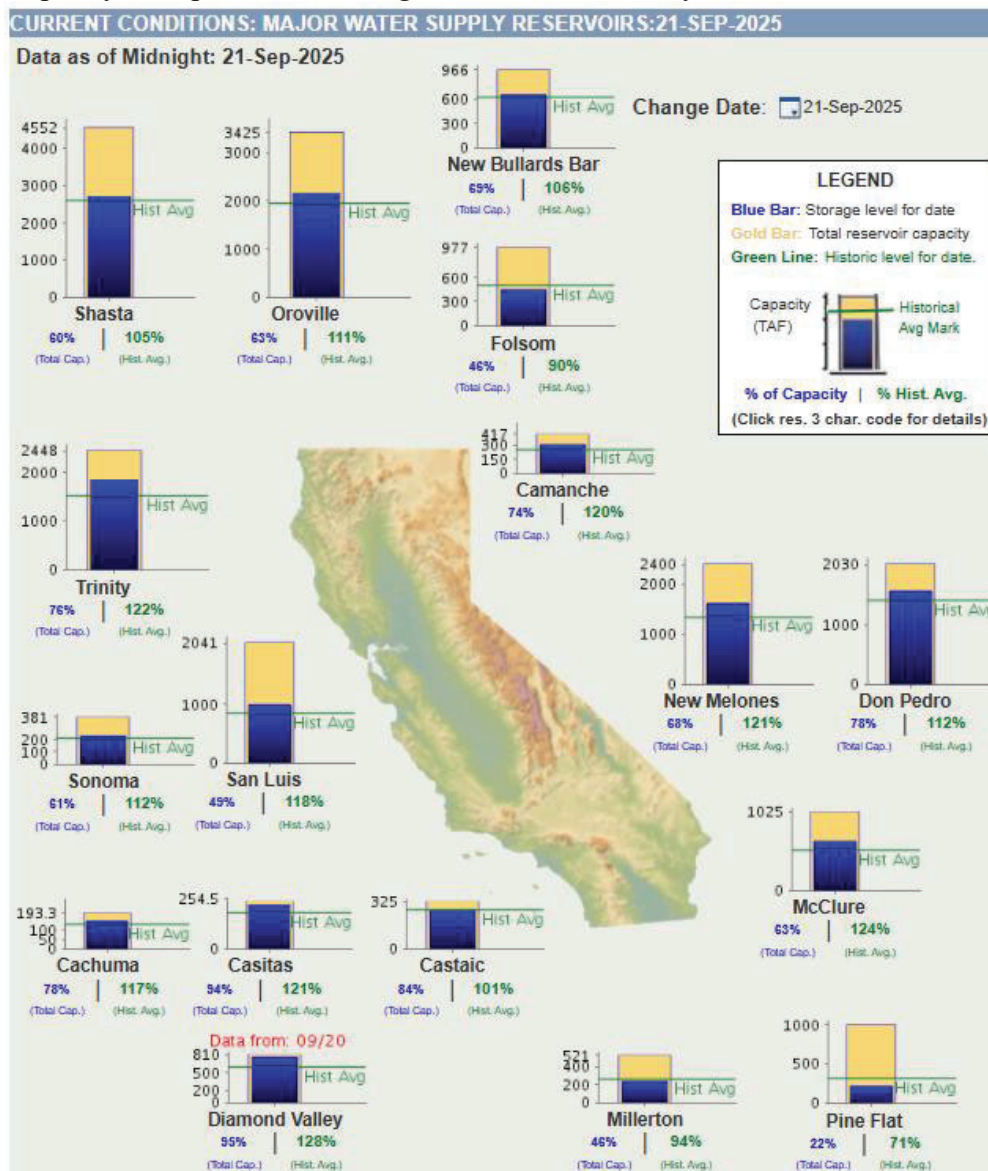 CURRENT CONDITIONS: MAJOR WATER SUPPLY RESERVOIRS:21-SEP-2025
Data as of Midnight: 21-Sep-2025
Change Date: 21-Sep-2025
4552
4000
3000
2000
1000
0
Hist Avg
Shasta
60% | 105%
(Total Cap.) (Hist. Avg.)
3425
3000
2000
1000
0
Hist Avg
Oroville
63% | 111%
(Total Cap.) (Hist. Avg.)
966
600
300
0
Hist Avg
New Bullards Bar
69% | 106%
(Total Cap.) (Hist. Avg.)
977
600
300
0
Hist Avg
Folsom
46% | 90%
(Total Cap.) (Hist. Avg.)
LEGEND
Blue Bar: Storage level for date
Gold Bar: Total reservoir capacity
Green Line: Historic level for date.
Capacity
(TAF)
Historical
Avg Mark
% of Capacity | % Hist. Avg.
(Click res. 3 char. code for details)
417
300
150
0
Hist Avg
Camanche
74% | 120%
(Total Cap.) (Hist. Avg.)
2448
2000
1000
0
Hist Avg
Trinity
76% | 122%
(Total Cap.) (Hist. Avg.)
2400
2000
1000
0
Hist Avg
New Melones
68% | 121%
(Total Cap.) (Hist. Avg.)
2030
1000
0
Hist Avg
Don Pedro
78% | 112%
(Total Cap.) (Hist. Avg.)
381
200
100
0
Hist Avg
Sonoma
61% | 112%
(Total Cap.) (Hist. Avg.)
2041
1000
0
Hist Avg
San Luis
49% | 118%
(Total Cap.) (Hist. Avg.)
1025
0
Hist Avg
McClure
63% | 124%
(Total Cap.) (Hist. Avg.)
193.3
100
50
0
Hist Avg
Cachuma
78% | 117%
(Total Cap.) (Hist. Avg.)
254.5
0
Hist Avg
Casitas
94% | 121%
(Total Cap.) (Hist. Avg.)
325
0
Hist Avg
Castaic
84% | 101%
(Total Cap.) (Hist. Avg.)
Data from: 09/20
810
500
200
0
Hist Avg
Diamond Valley
95% | 128%
(Total Cap.) (Hist. Avg.)
521
400
200
0
Hist Avg
Millerton
46% | 94%
(Total Cap.) (Hist. Avg.)
1000
500
0
Hist Avg
Pine Flat
22% | 71%
(Total Cap.) (Hist. Avg.)